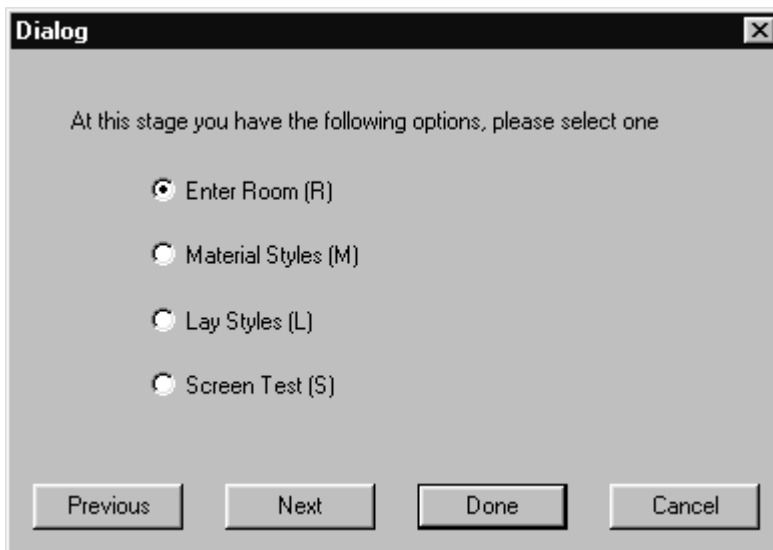 Dialog
At this stage you have the following options, please select one
Enter Room (R)
Material Styles (M)
Lay Styles (L)
Screen Test (S)
Previous Next Done Cancel